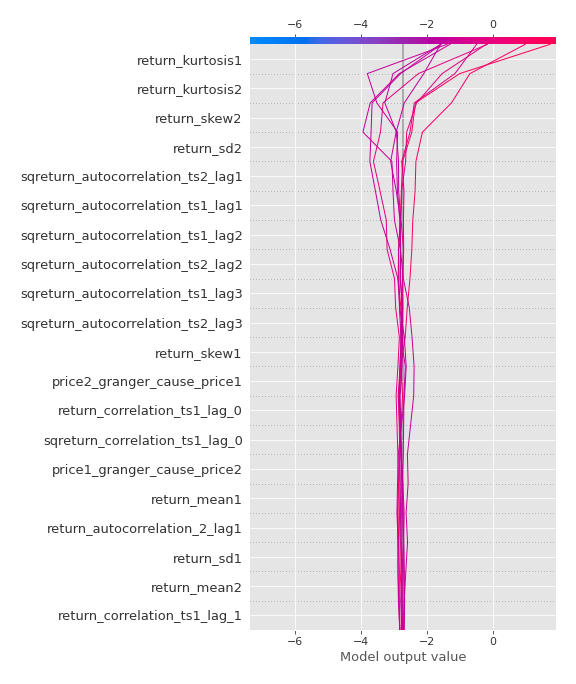 −6 −4 −2 0
return_kurtosis1
return_kurtosis2
return_skew2
return_sd2
sqreturn_autocorrelation_ts2_lag1
sqreturn_autocorrelation_ts1_lag1
sqreturn_autocorrelation_ts1_lag2
sqreturn_autocorrelation_ts2_lag2
sqreturn_autocorrelation_ts1_lag3
sqreturn_autocorrelation_ts2_lag3
return_skew1
price2_granger_cause_price1
return_correlation_ts1_lag_0
sqreturn_correlation_ts1_lag_0
price1_granger_cause_price2
return_mean1
return_autocorrelation_2_lag1
return_sd1
return_mean2
return_correlation_ts1_lag_1
−6 −4 −2 0
Model output value